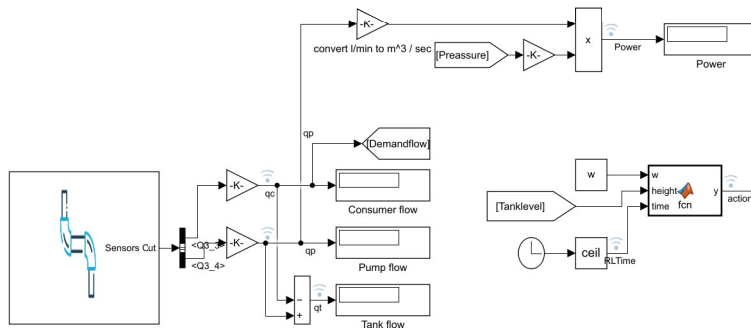 -K-
convert l/min to m^3 / sec
[Preassure]
-K-
x
Power
Power
qp
[Demandflow]
-K-
qc
Consumer flow
Sensors Cut
<Q3_3>
-K-
qp
Pump flow
<Q3_4>
−
+
qt
Tank flow
w
w
height
time
fcn
y
action
[Tanklevel]
ceil
RLTime